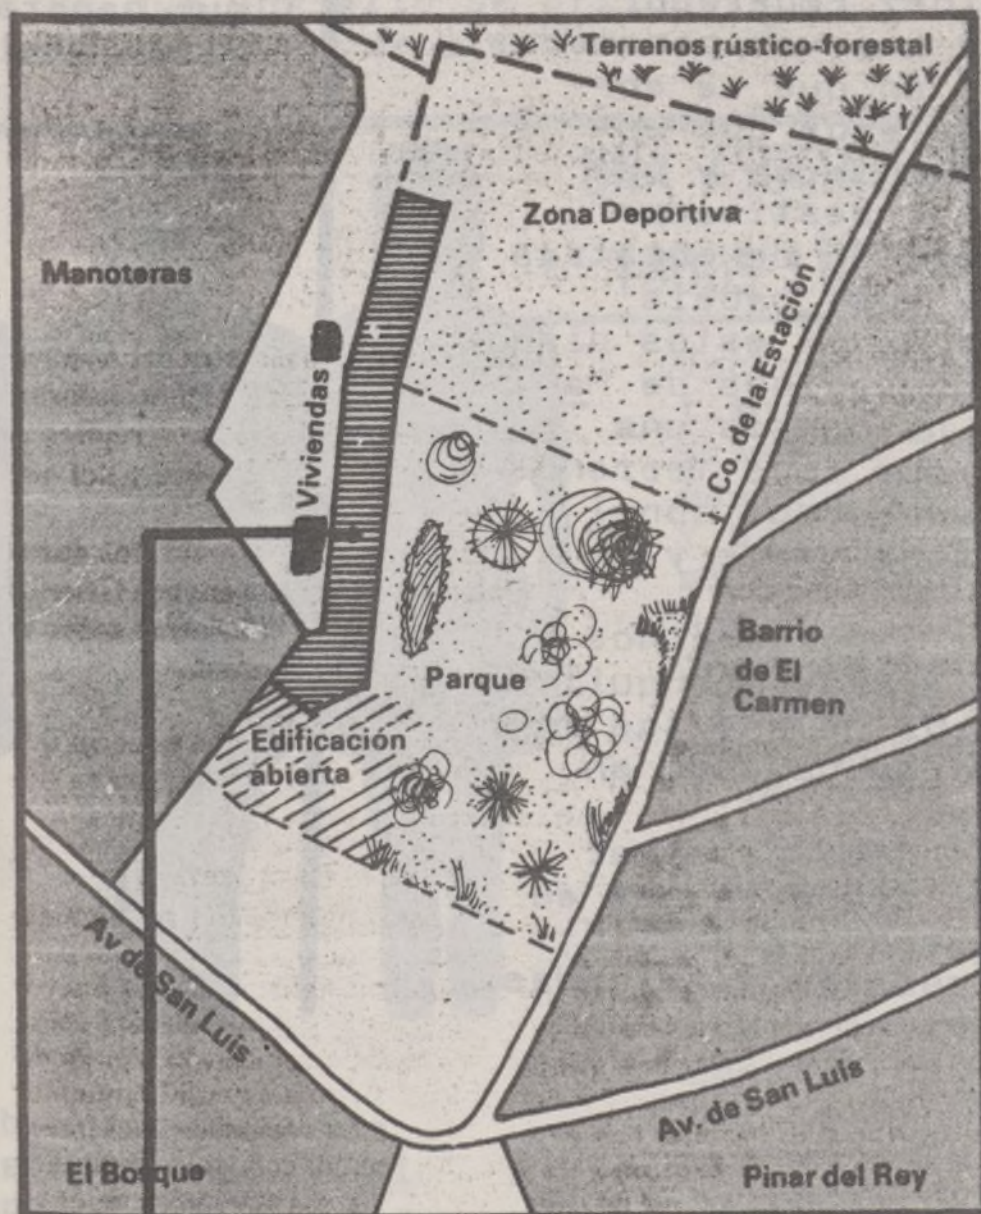 Terrenos rústico-forestal
Zona Deportiva
Manoteras
Co. de la Estación
Viviendas
Barrio
de El
Carmen
Parque
Edificación
abierta
Av de San Luis
Av. de San Luis
El Bosque
Pinar del Rey